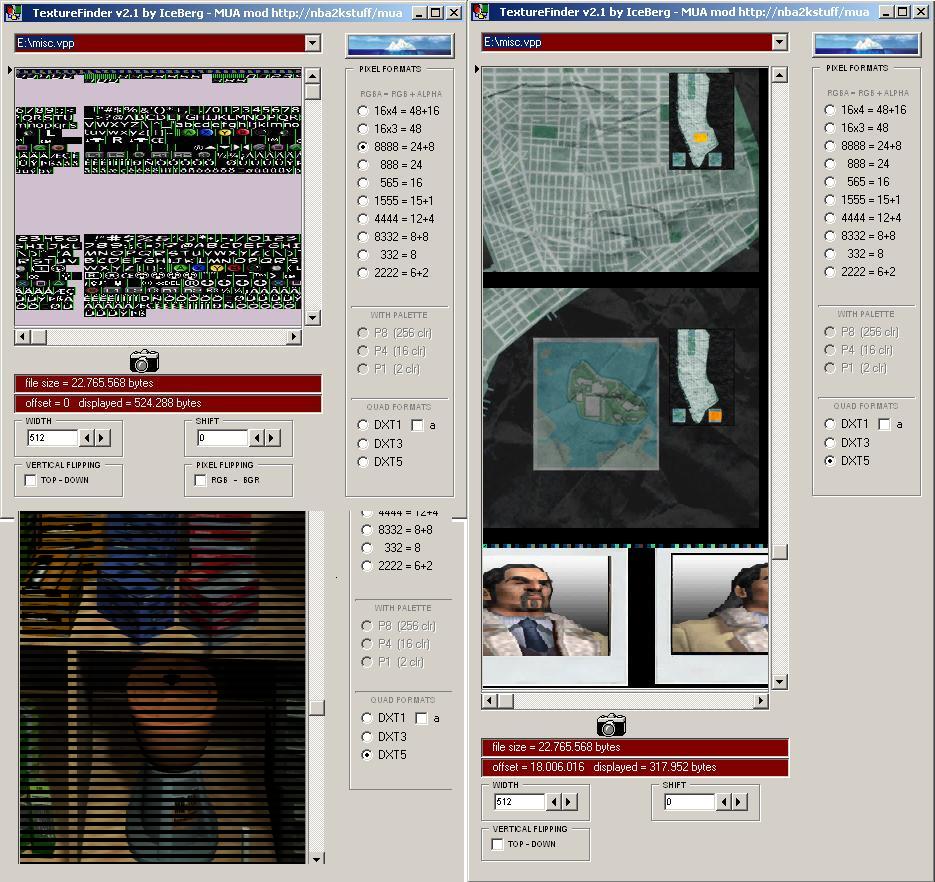 TextureFinder v2.1 by IceBerg - MUA mod http://nba2kstuff/mua
E:\misc.vpp
PIXEL FORMATS
RGBA = RGB + ALPHA
16x4 = 48+16
16x3 = 48
8888 = 24+8
888 = 24
565 = 16
1555 = 15+1
4444 = 12+4
8332 = 8+8
332 = 8
2222 = 6+2
WITH PALETTE
P8 (256 clr)
P4 (16 clr)
P1 (2 clr)
QUAD FORMATS
DXT1 a
DXT3
DXT5
file size = 22.765.568 bytes
offset = 0 displayed = 524.288 bytes
WIDTH
512
SHIFT
0
VERTICAL FLIPPING
TOP - DOWN
PIXEL FLIPPING
RGB - BGR
4444 = 12+4
8332 = 8+8
332 = 8
2222 = 6+2
WITH PALETTE
P8 (256 clr)
P4 (16 clr)
P1 (2 clr)
QUAD FORMATS
DXT1 a
DXT3
DXT5
TextureFinder v2.1 by IceBerg - MUA mod http://nba2kstuff/mua
E:\misc.vpp
PIXEL FORMATS
RGBA = RGB + ALPHA
16x4 = 48+16
16x3 = 48
8888 = 24+8
888 = 24
565 = 16
1555 = 15+1
4444 = 12+4
8332 = 8+8
332 = 8
2222 = 6+2
WITH PALETTE
P8 (256 clr)
P4 (16 clr)
P1 (2 clr)
QUAD FORMATS
DXT1 a
DXT3
DXT5
file size = 22.765.568 bytes
offset = 18.006.016 displayed = 317.952 bytes
WIDTH
512
SHIFT
0
VERTICAL FLIPPING
TOP - DOWN